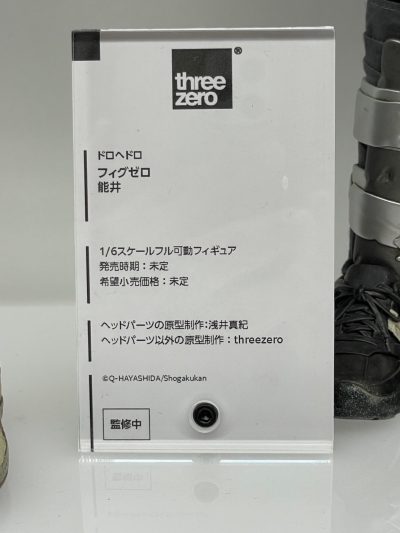 three
zero®
ドロヘドロ
フィグゼロ
能井
1/6スケールフル可動フィギュア
発売時期：未定
希望小売価格：未定
ヘッドパーツの原型制作:浅井真紀
ヘッドパーツ以外の原型制作：threezero
©Q-HAYASHIDA/Shogakukan
監修中